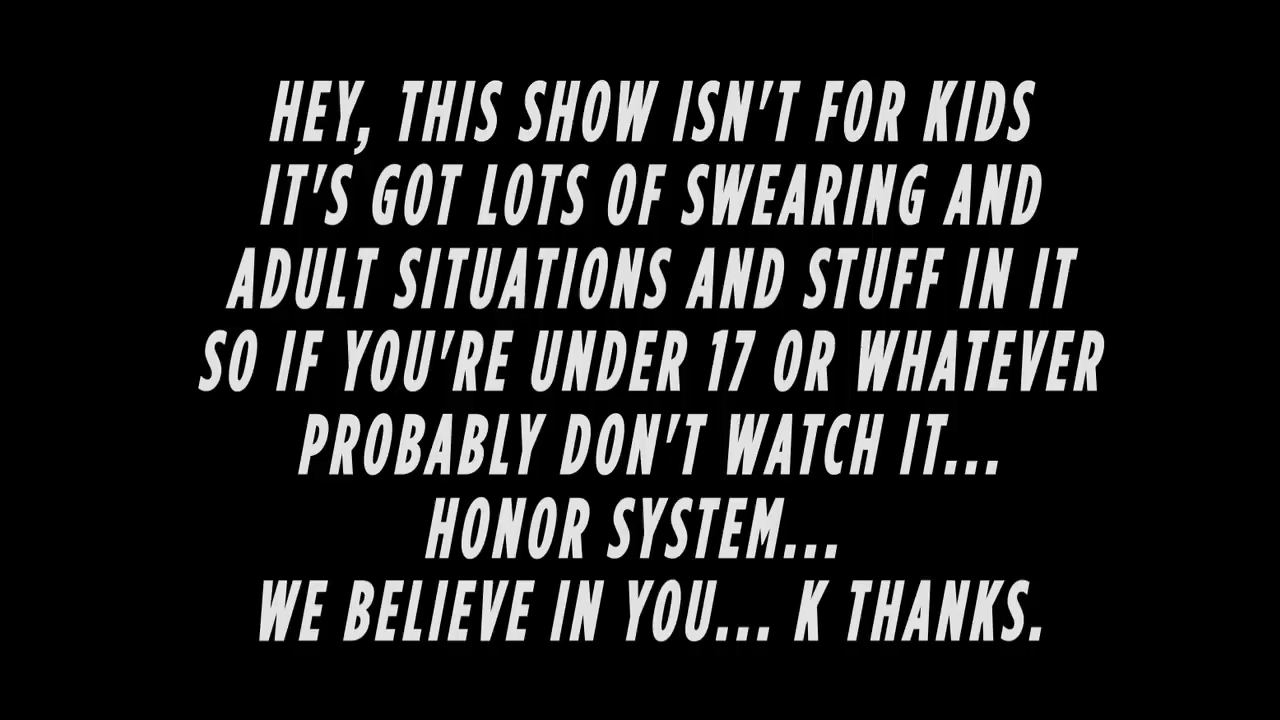 HEY, THIS SHOW ISN'T FOR KIDS
IT'S GOT LOTS OF SWEARING AND
ADULT SITUATIONS AND STUFF IN IT
SO IF YOU'RE UNDER 17 OR WHATEVER
PROBABLY DON'T WATCH IT...
HONOR SYSTEM...
WE BELIEVE IN YOU... K THANKS.